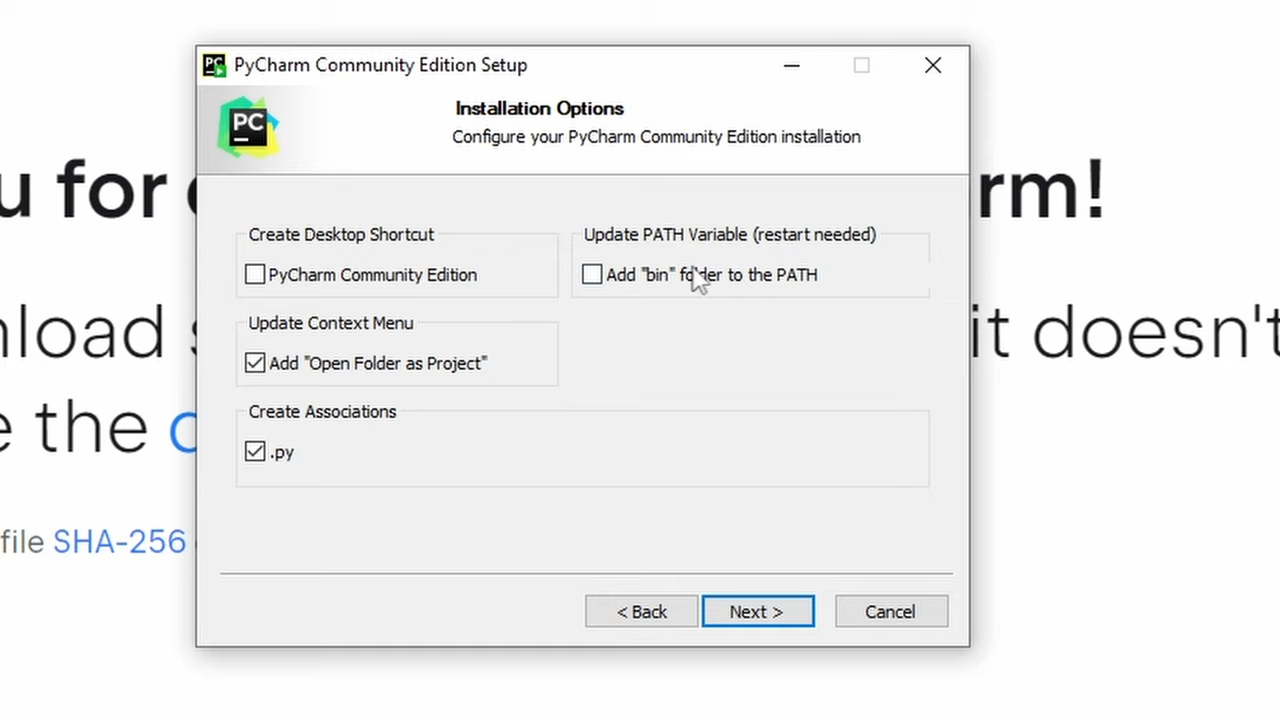 PyCharm Community Edition Setup
PC
PC
Installation Options
Configure your PyCharm Community Edition installation
u for
rm!
Create Desktop Shortcut
PyCharm Community Edition
Update PATH Variable (restart needed)
Add "bin" folder to the PATH
Update Context Menu
Add "Open Folder as Project"
nload
it doesn't
Create Associations
.py
e the
file SHA-256
< Back
Next >
Cancel